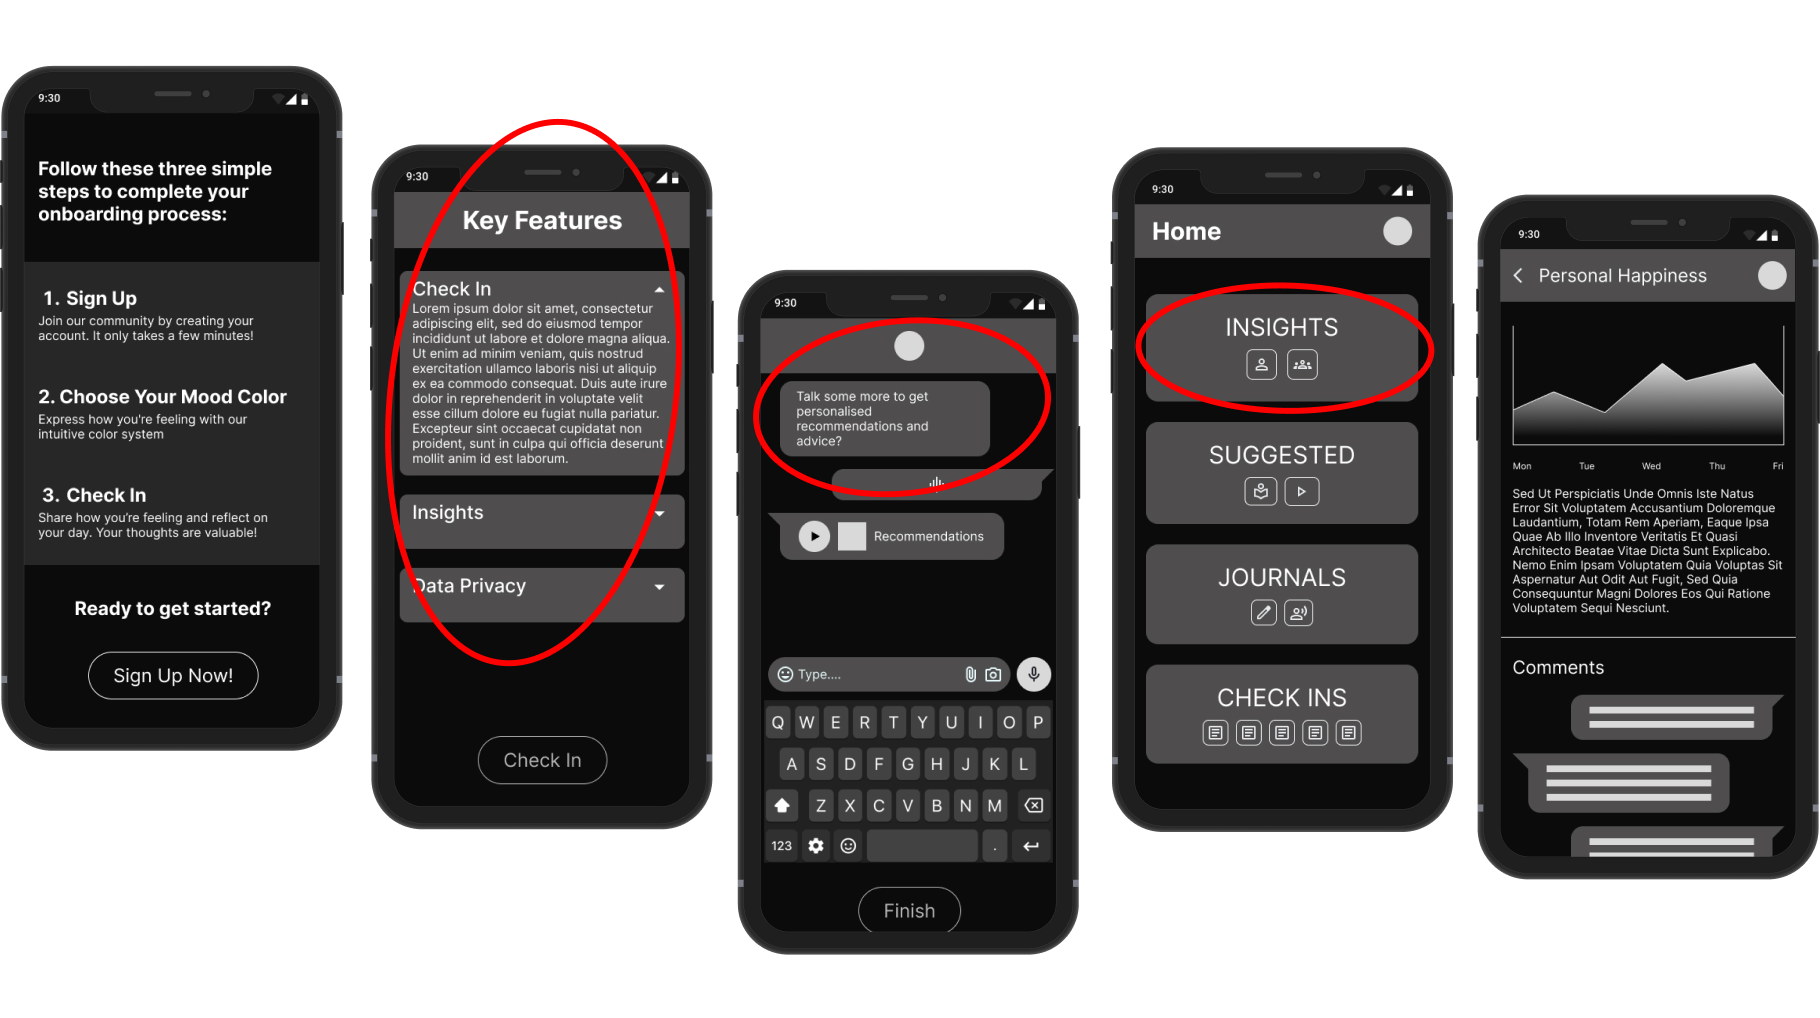 9:30
Follow these three simple
steps to complete your
onboarding process:
1. Sign Up
Join our community by creating your
account. It only takes a few minutes!
2. Choose Your Mood Color
Express how you're feeling with our
intuitive color system
3. Check In
Share how you're feeling and reflect on
your day. Your thoughts are valuable!
Ready to get started?
Sign Up Now!
9:30
Key Features
Check In
Lorem ipsum dolor sit amet, consectetur
adipiscing elit, sed do eiusmod tempor
incididunt ut labore et dolore magna aliqua.
Ut enim ad minim veniam, quis nostrud
exercitation ullamco laboris nisi ut aliquip
ex ea commodo consequat. Duis aute irure
dolor in reprehenderit in voluptate velit
esse cillum dolore eu fugiat nulla pariatur.
Excepteur sint occaecat cupidatat non
proident, sunt in culpa qui officia deserunt
mollit anim id est laborum.
Insights
Data Privacy
Check In
9:30
Talk some more to get
personalised
recommendations and
advice?
Recommendations
Type....
Q W E R T Y U I O P
A S D F G H J K L
Z X C V B N M
123 .
Finish
9:30
Home
INSIGHTS
SUGGESTED
JOURNALS
CHECK INS
9:30
Personal Happiness
Mon Tue Wed Thu Fri
Sed Ut Perspiciatis Unde Omnis Iste Natus
Error Sit Voluptatem Accusantium Doloremque
Laudantium, Totam Rem Aperiam, Eaque Ipsa
Quae Ab Illo Inventore Veritatis Et Quasi
Architecto Beatae Vitae Dicta Sunt Explicabo.
Nemo Enim Ipsam Voluptatem Quia Voluptas Sit
Aspernatur Aut Odit Aut Fugit, Sed Quia
Consequuntur Magni Dolores Eos Qui Ratione
Voluptatem Sequi Nesciunt.
Comments